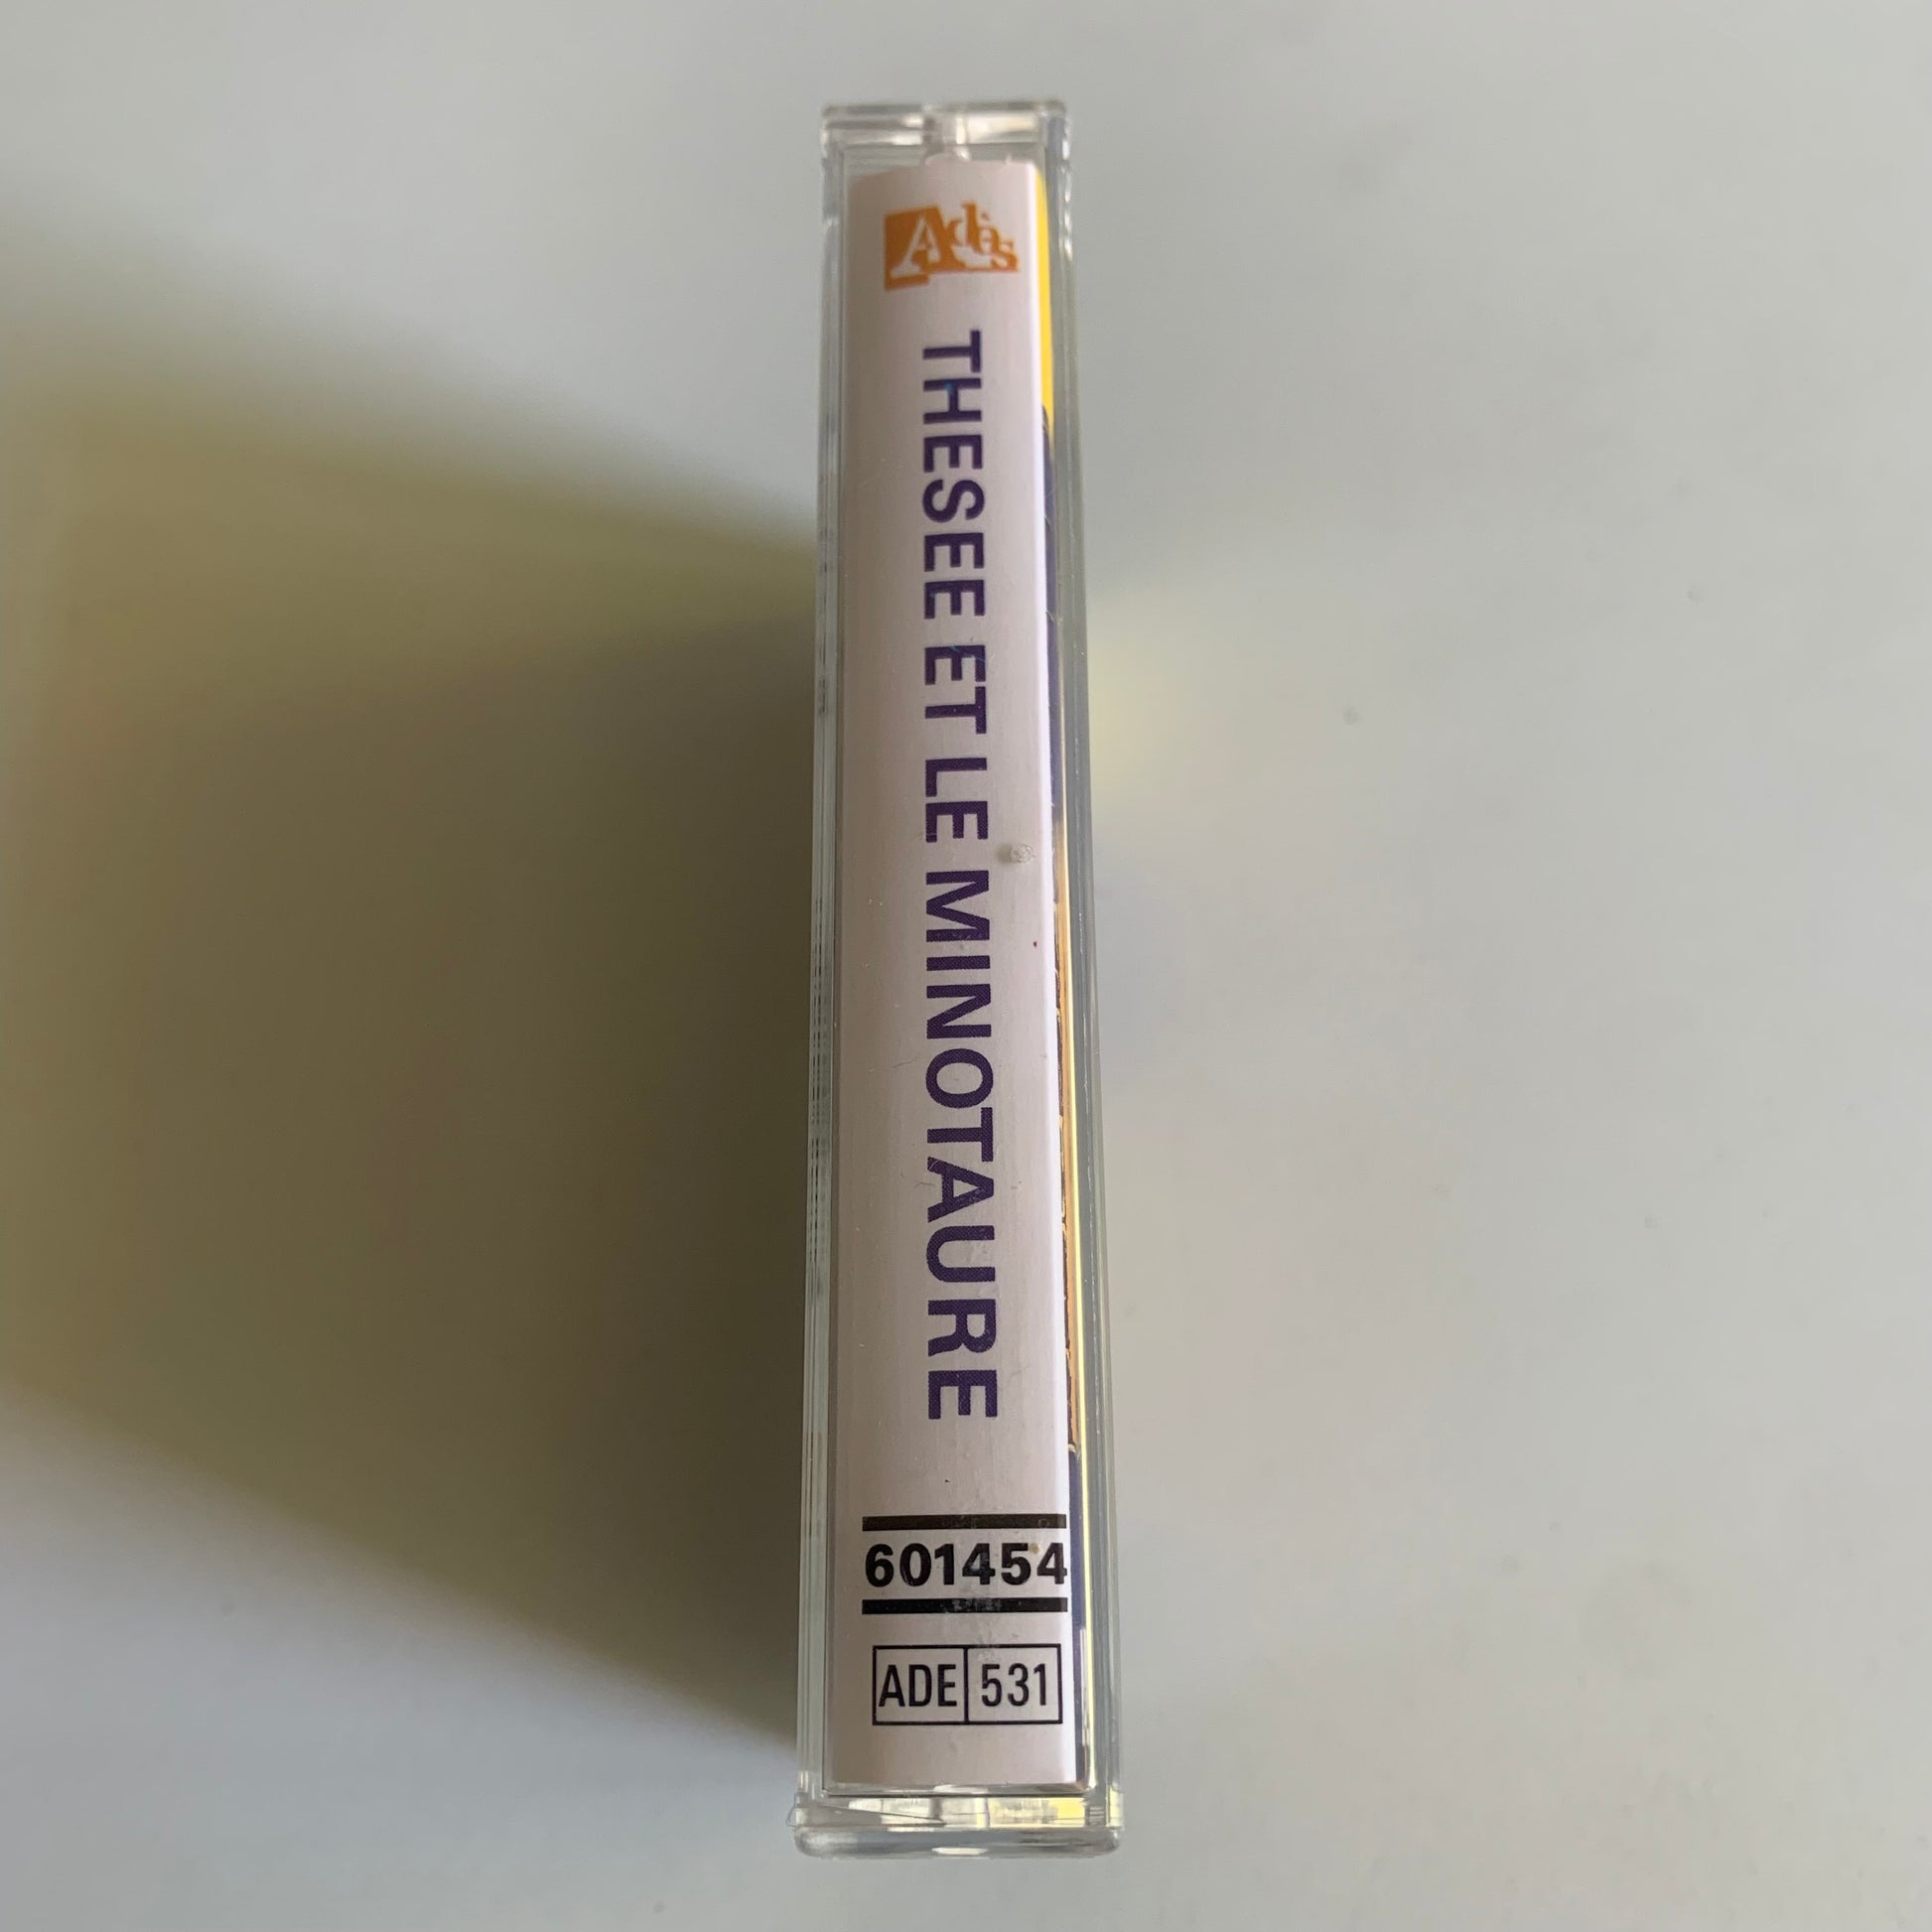 Adès
THESEE ET LE MINOTAURE
601454
ADE 531